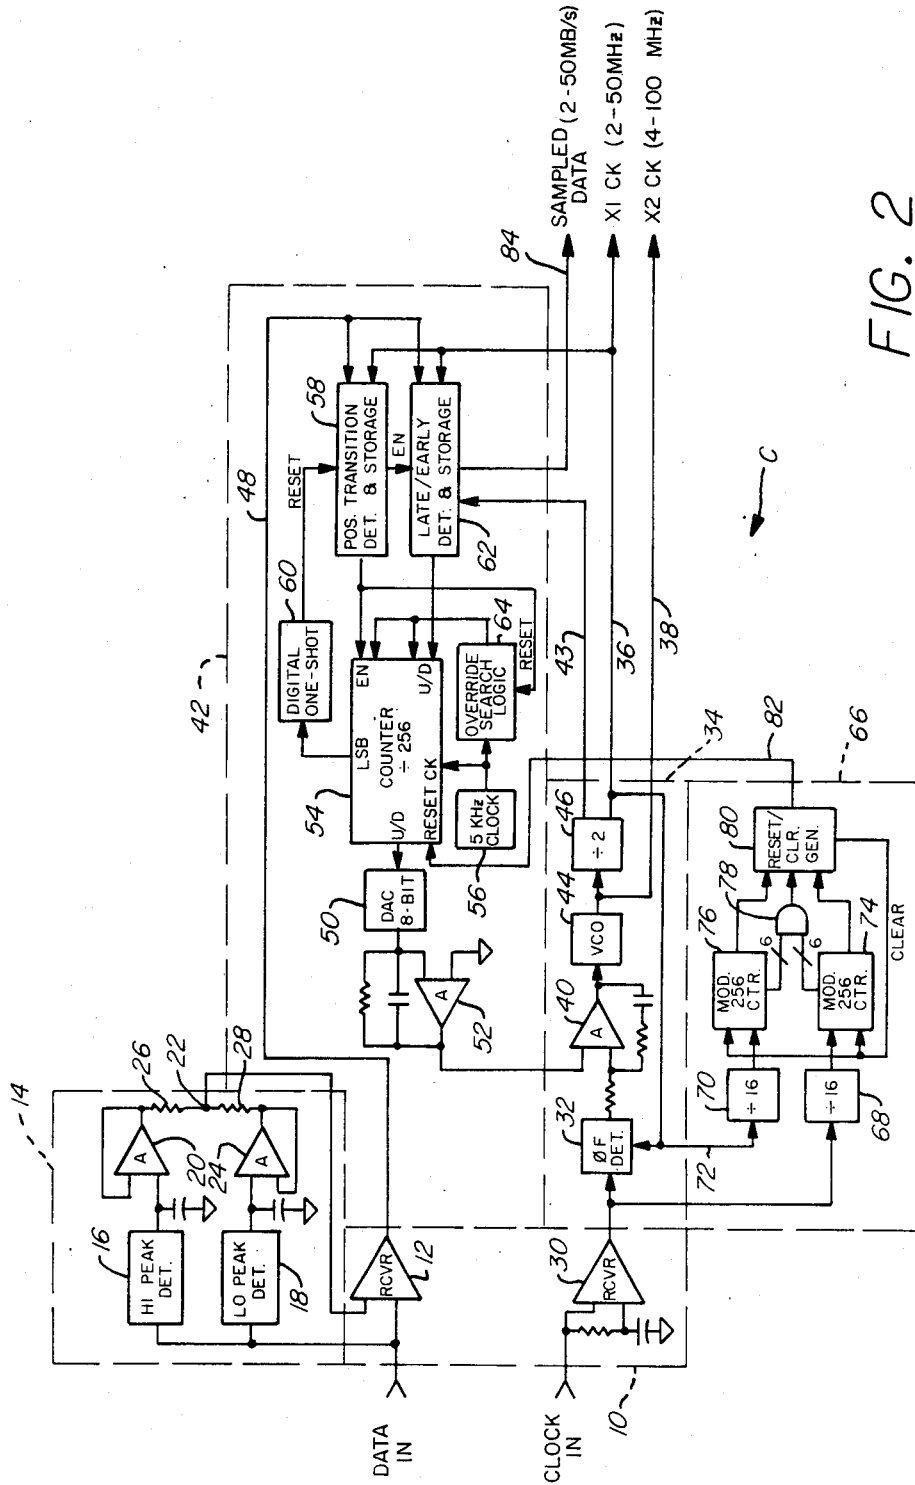 14
26
22
28
A
20
24
A
16
HI PEAK
DET.
LO PEAK
DET.
18
RCVR
12
DATA
IN
42
48
60
DIGITAL
ONE-SHOT
RESET
58
POS. TRANSITION
DET. & STORAGE
EN
LATE/EARLY
DET. & STORAGE
62
54
LSB
EN
COUNTER
÷ 256
U/D
U/D
RESET CK
OVERRIDE
SEARCH
LOGIC
64
RESET
5 KHz
CLOCK
56
50
DAC
8-BIT
A
52
84
SAMPLED (2-50MB/s)
DATA
X1 CK (2-50MHz)
X2 CK (4-100 MHz)
43
36
38
34
46
÷ 2
44
VCO
40
A
32
ØF
DET.
30
RCVR
CLOCK
IN
10
72
70
÷ 16
÷ 16
68
76
MOD.
256
CTR.
MOD.
256
CTR.
74
6
6
78
80
RESET/
CLR.
GEN.
CLEAR
82
66
C
FIG. 2